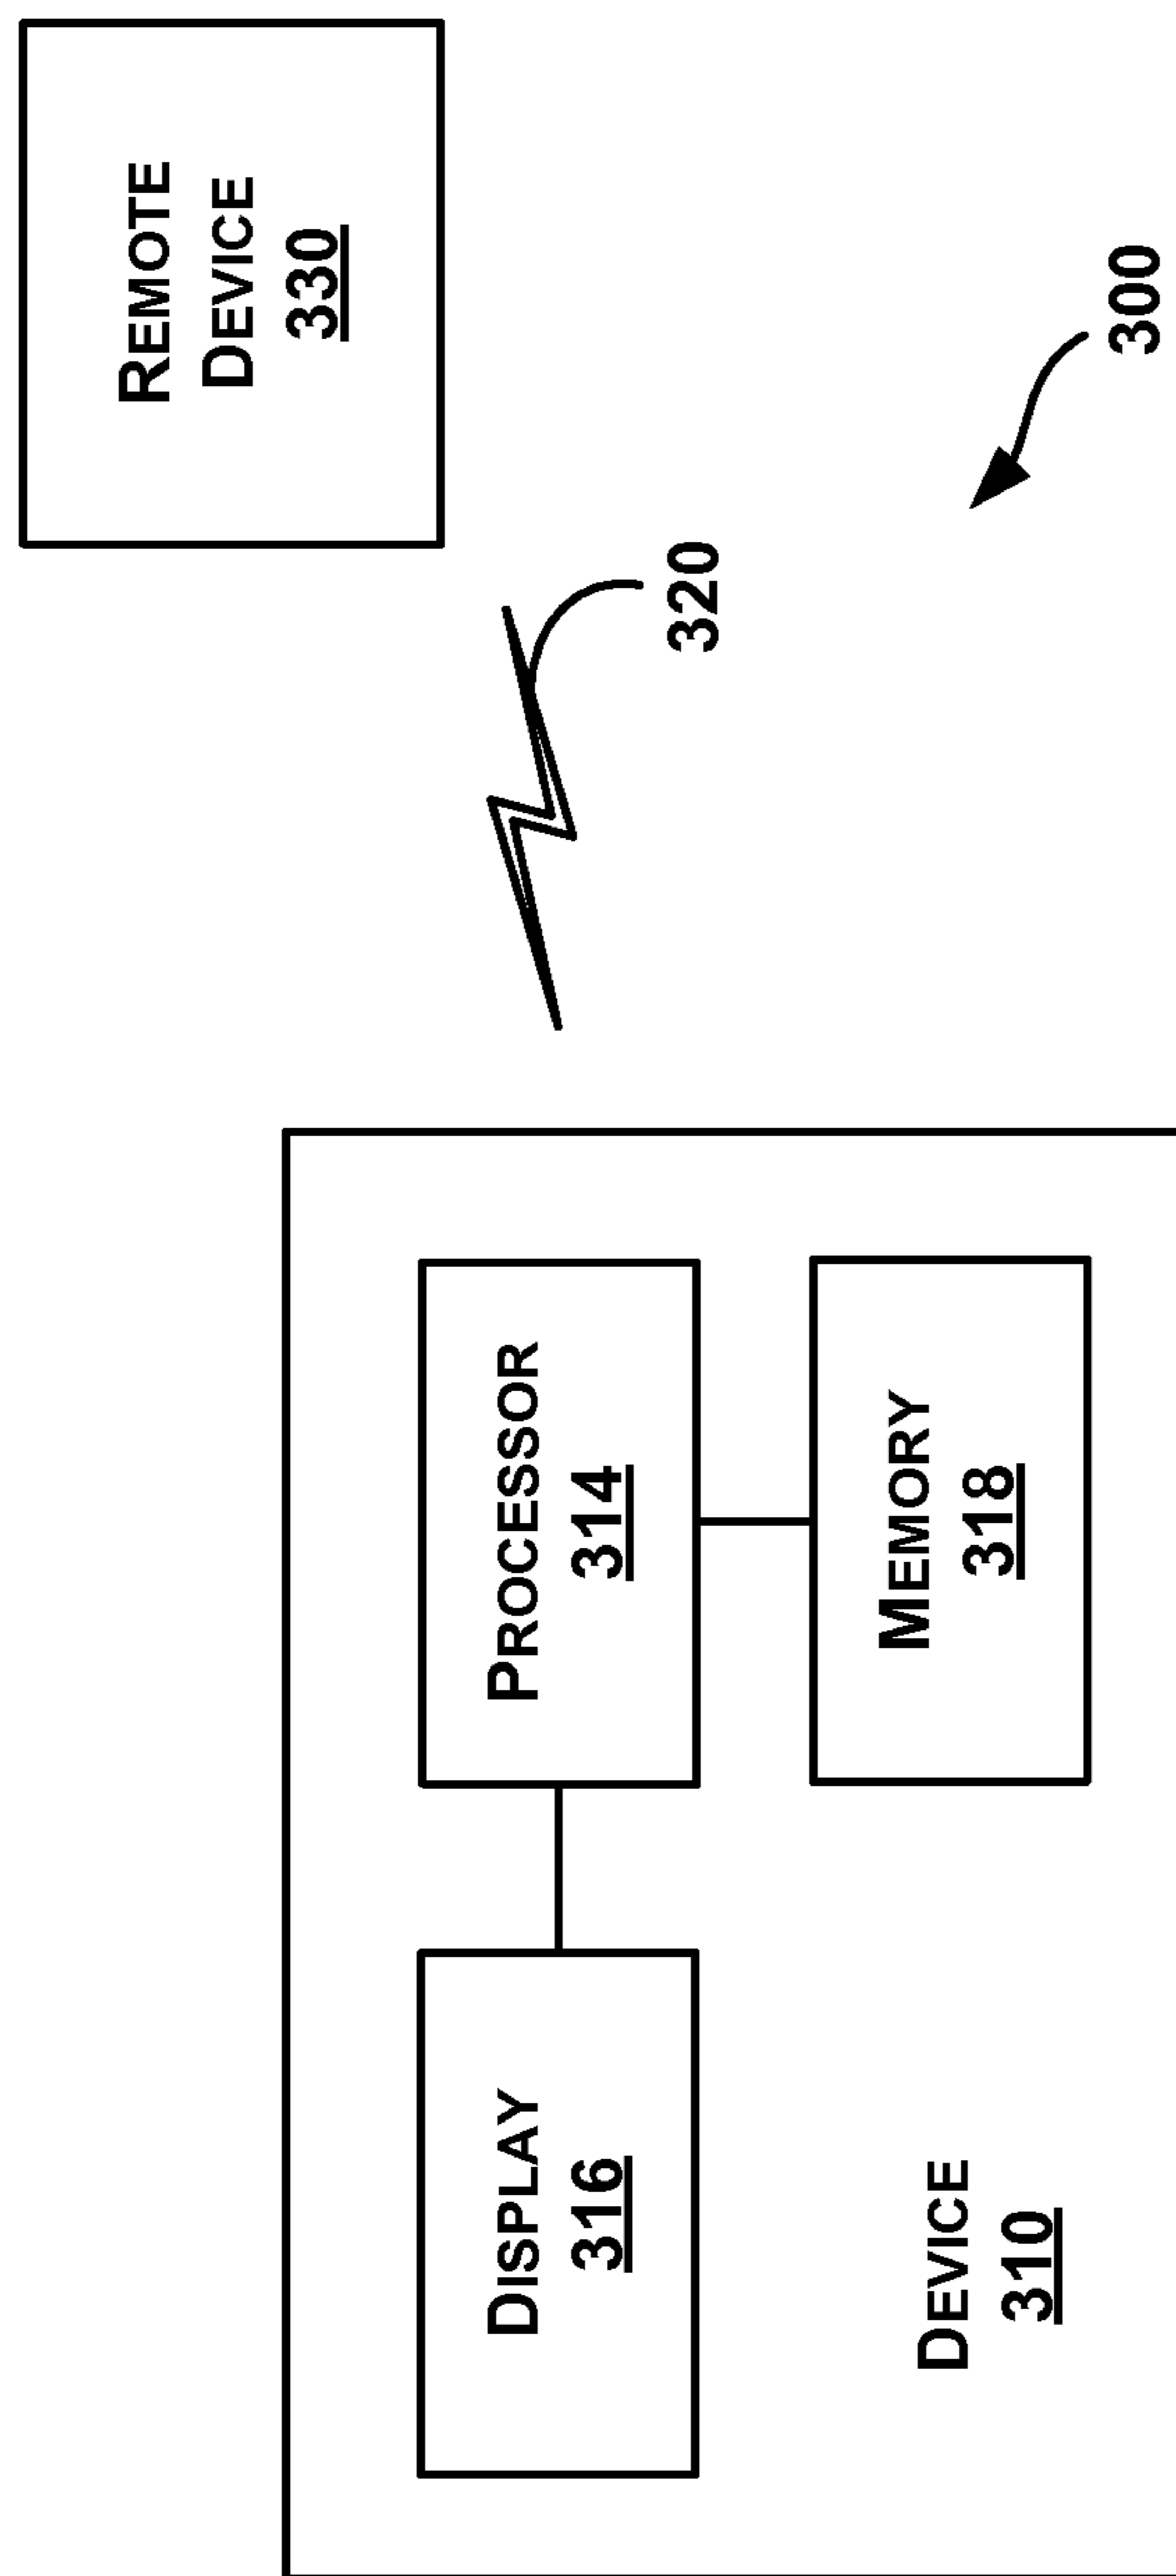 REMOTE
DEVICE
330
320
300
PROCESSOR
314
MEMORY
318
DISPLAY
316
DEVICE
310